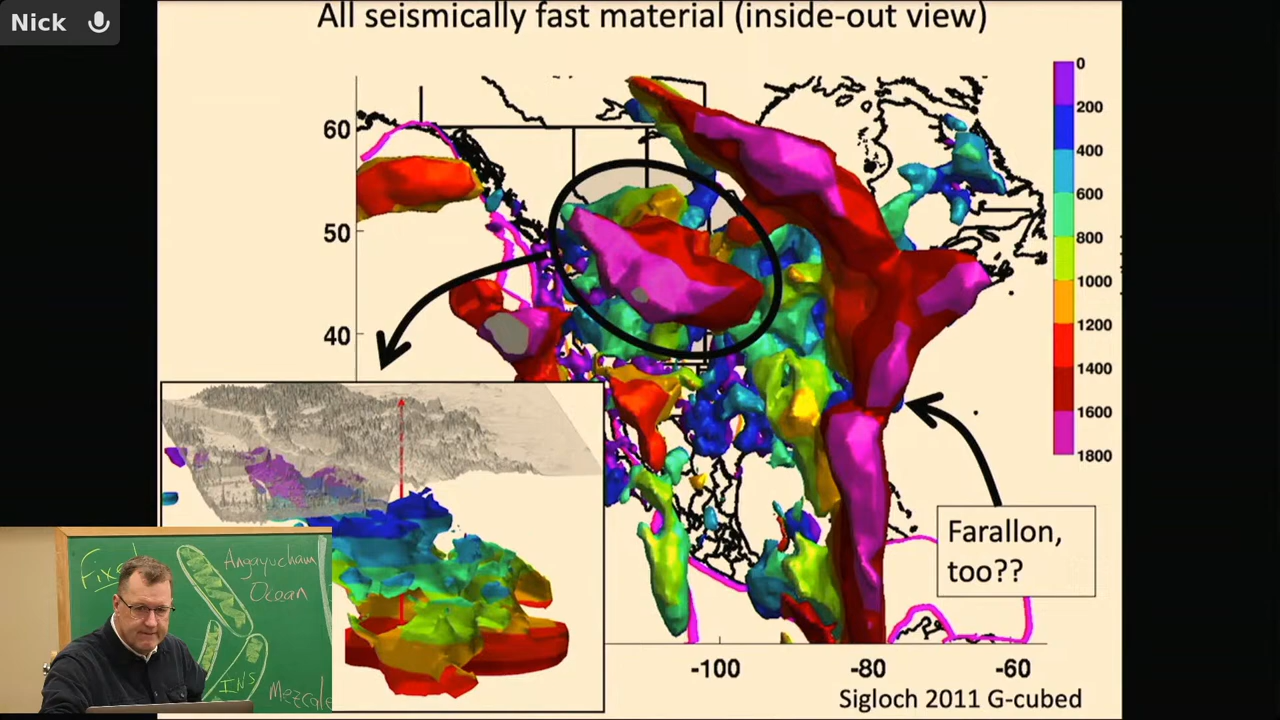 Nick
All seismically fast material (inside-out view)
60
50
40
0
200
400
600
800
1000
1200
1400
1600
1800
Farallon,
too??
-100
-80
-60
Sigloch 2011 G-cubed
Angayucham
Ocean
INS